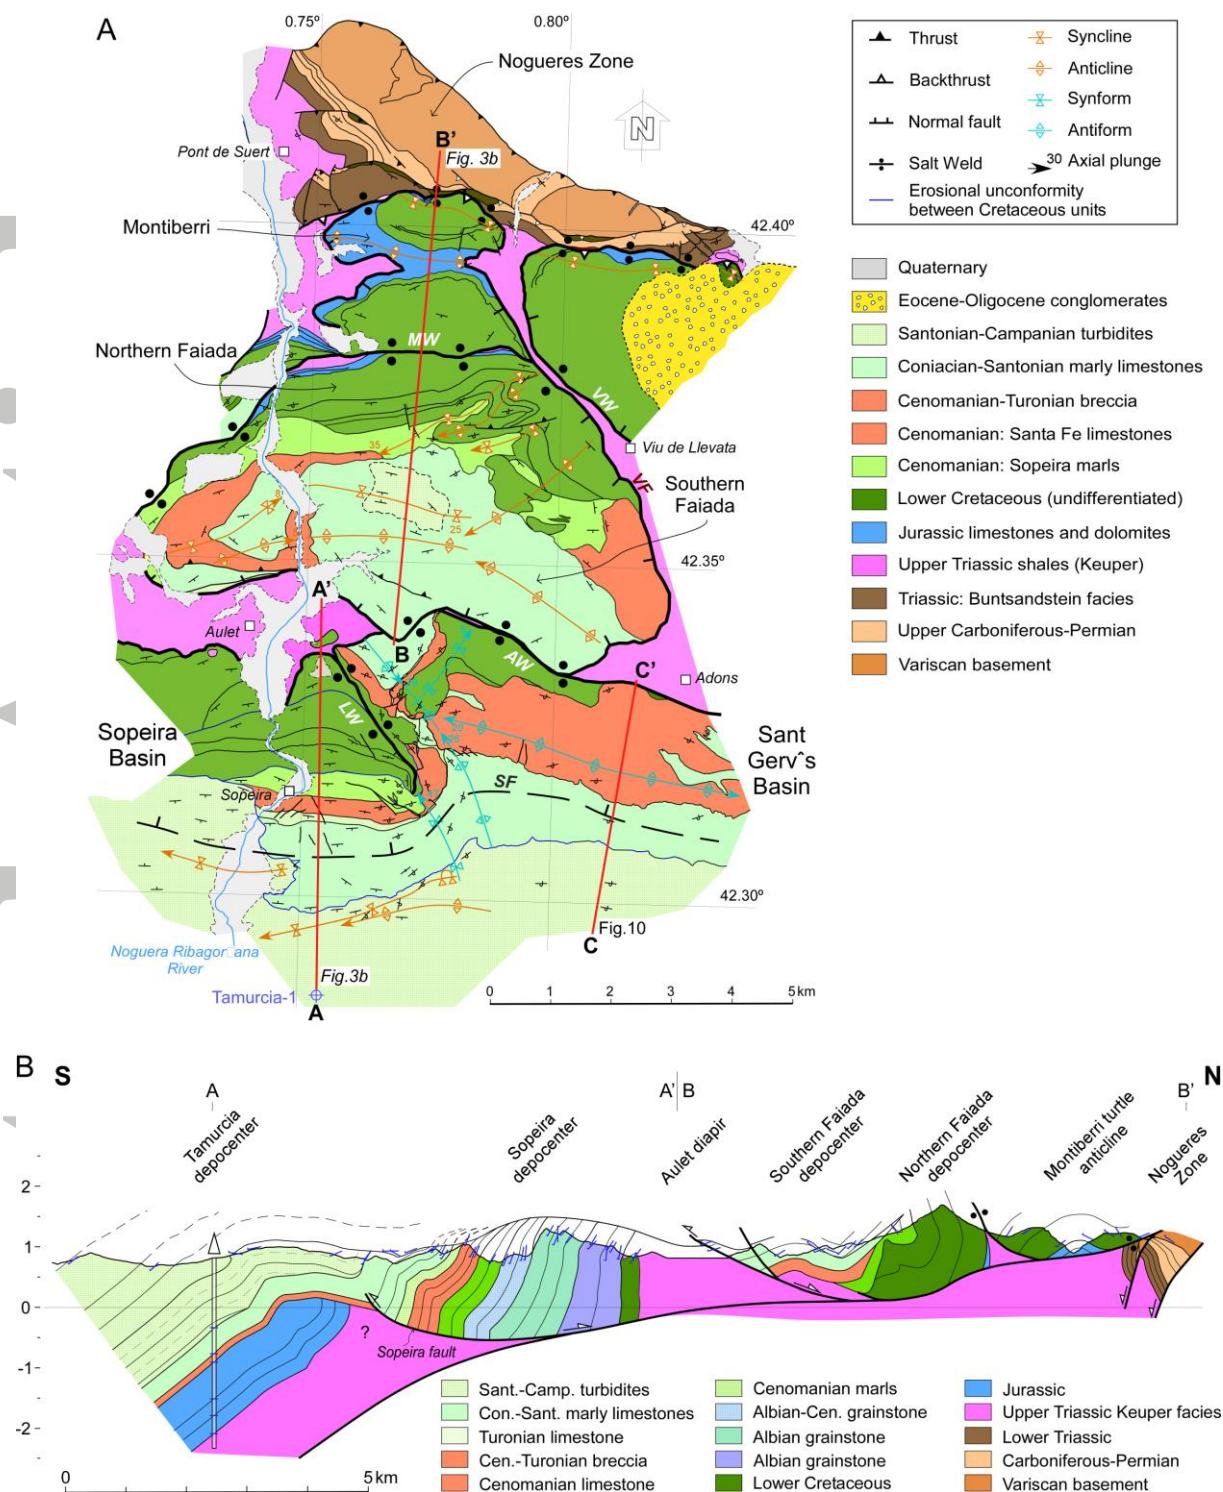 A
0.75º
0.80º
Nogueres Zone
N
B'
Fig. 3b
Pont de Suert
Montiberri
42.40º
Northern Faiada
MW
VW
Viu de Llevata
VF
Southern
Faiada
35
8
25
42.35º
A'
Aulet
B
AW
C'
Adons
LW
Sopeira
Basin
Sant
Gervˆs
Basin
20
26
Sopeira
SF
42.30º
Noguera Ribagorzana
River
Fig.10
C
Fig.3b
Tamurcia-1
A
0 1 2 3 4 5 km
Thrust
Backthrust
Normal fault
Salt Weld
Erosional unconformity
between Cretaceous units
Syncline
Anticline
Synform
Antiform
30 Axial plunge
Quaternary
Eocene-Oligocene conglomerates
Santonian-Campanian turbidites
Coniacian-Santonian marly limestones
Cenomanian-Turonian breccia
Cenomanian: Santa Fe limestones
Cenomanian: Sopeira marls
Lower Cretaceous (undifferentiated)
Jurassic limestones and dolomites
Upper Triassic shales (Keuper)
Triassic: Buntsandstein facies
Upper Carboniferous-Permian
Variscan basement
B
S
N
A
A' B
B'
Tamurcia
depocenter
Sopeira
depocenter
Aulet diapir
Southern Faiada
depocenter
Northern Faiada
depocenter
Montiberri turtle
anticline
Nogueres
Zone
2
1
0
-1
-2
?
Sopeira fault
0 5 km
Sant.-Camp. turbidites
Con.-Sant. marly limestones
Turonian limestone
Cen.-Turonian breccia
Cenomanian limestone
Cenomanian marls
Albian-Cen. grainstone
Albian grainstone
Albian grainstone
Lower Cretaceous
Jurassic
Upper Triassic Keuper facies
Lower Triassic
Carboniferous-Permian
Variscan basement